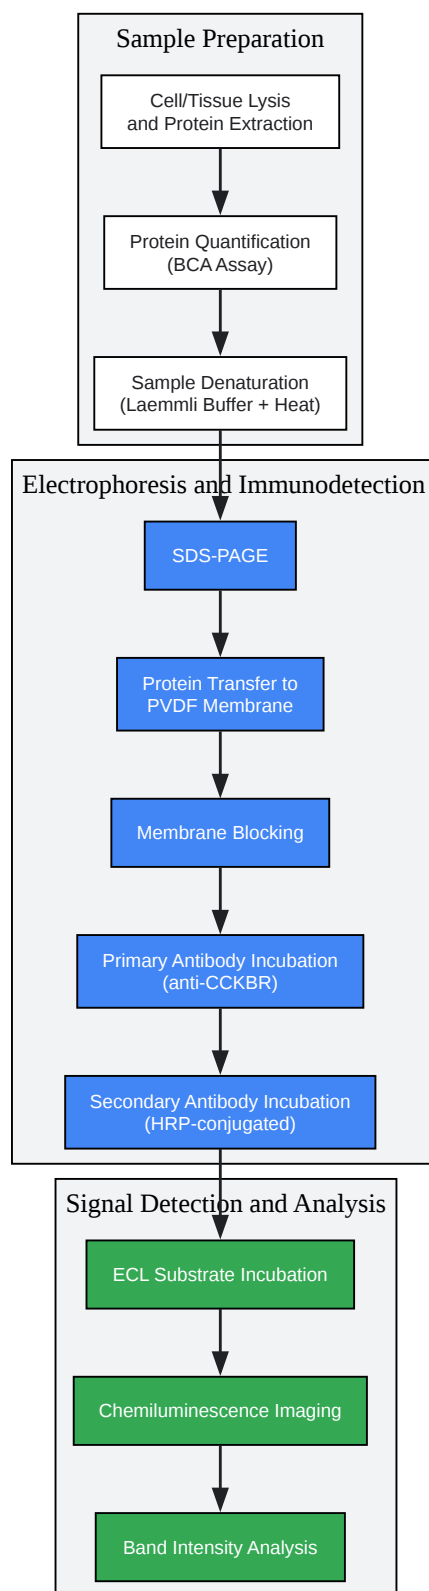 Sample Preparation
Cell/Tissue Lysis
and Protein Extraction
Protein Quantification
(BCA Assay)
Sample Denaturation
(Laemmli Buffer + Heat)
Electrophoresis and Immunodetection
SDS-PAGE
Protein Transfer to
PVDF Membrane
Membrane Blocking
Primary Antibody Incubation
(anti-CCKBR)
Secondary Antibody Incubation
(HRP-conjugated)
Signal Detection and Analysis
ECL Substrate Incubation
Chemiluminescence Imaging
Band Intensity Analysis